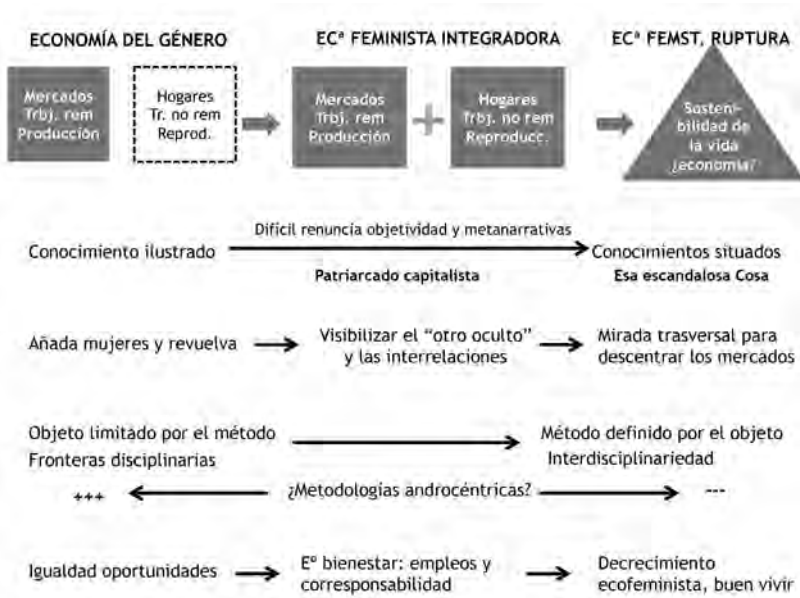 ECONOMÍA DEL GÉNERO
ECª FEMINISTA INTEGRADORA
ECª FEMST, RUPTURA
Mercados
Trbj. rem
Producción
Hogares
Tr. no rem
Reprod.
Mercados
Trbj. rem
Producción
+
Hogares
Trbj. no rem
Reproducc.
Sosteni-
bilidad de
la vida
¿economía?
Difícil renuncia objetividad y metanarrativas
Conocimiento ilustrado
Conocimientos situados
Patriarcado capitalista
Esa escandalosa Cosa
Añada mujeres y revuelva
Visibilizar el “otro oculto”
y las interrelaciones
Mirada trasversal para
descentrar los mercados
Objeto limitado por el método
Fronteras disciplinarias
Método definido por el objeto
Interdisciplinariedad
+++
¿Metodologías androcéntricas?
---
Igualdad oportunidades
Eº bienestar: empleos y
corresponsabilidad
Decrecimiento
ecofeminista, buen vivir